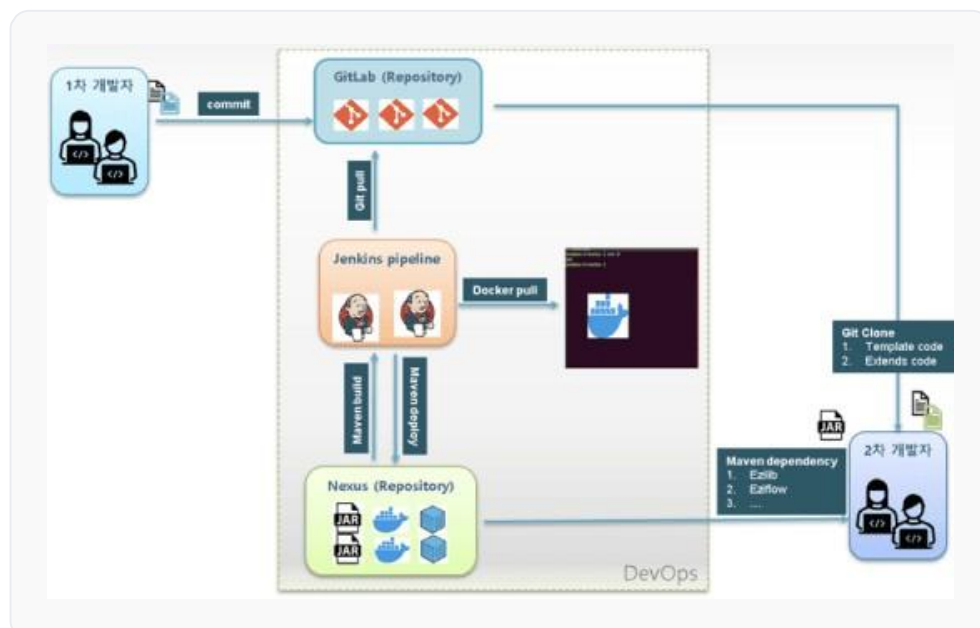 1차 개발자
commit
GitLab (Repository)
Git pull
Jenkins pipeline
Docker pull
Maven build
Maven deploy
Nexus (Repository)
JAR
JAR
DevOps
Git Clone
1. Template code
2. Extends code
JAR
2차 개발자
Maven dependency
1. Ezilib
2. Eziflow
3. ....